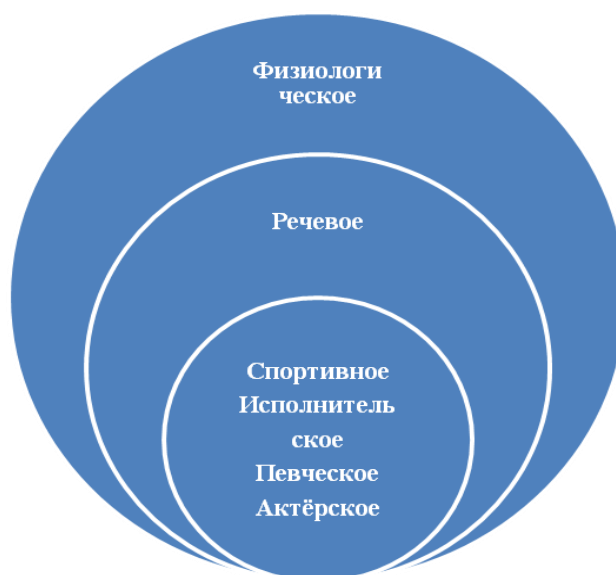 Физиологи
ческое
Речевое
Спортивное
Исполнитель
ское
Певческое
Актёрское